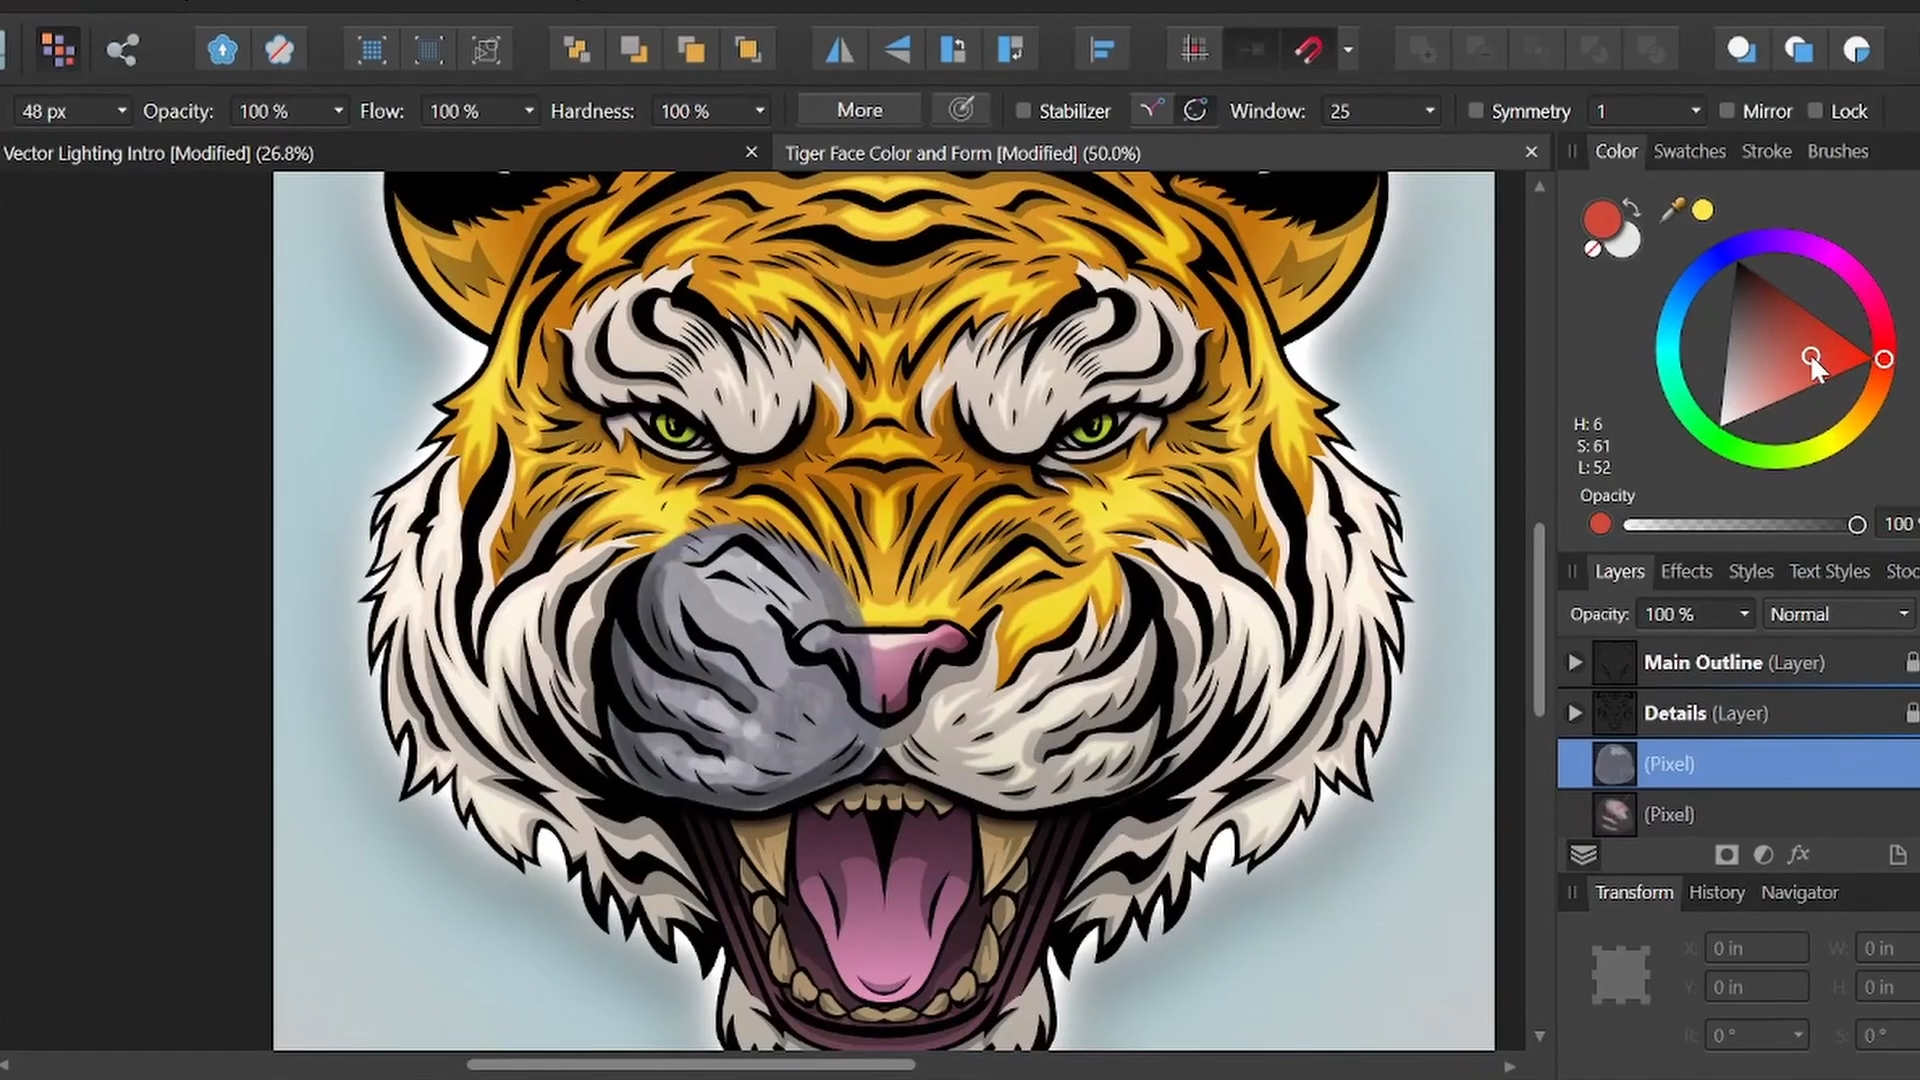 48 px Opacity: 100 % Flow: 100 % Hardness: 100 % More Stabilizer Window: 25 Symmetry 1 Mirror Lock
Vector Lighting Intro [Modified] (26.8%) Tiger Face Color and Form [Modified] (50.0%)
Color Swatches Stroke Brushes
H: 6
S: 61
L: 52
Opacity
100
Layers Effects Styles Text Styles Stoc
Opacity: 100 % Normal
Main Outline (Layer)
Details (Layer)
(Pixel)
(Pixel)
fx
Transform History Navigator
X: 0 in W: 0 in
Y: 0 in H: 0 in
R: 0 ° S: 0 °